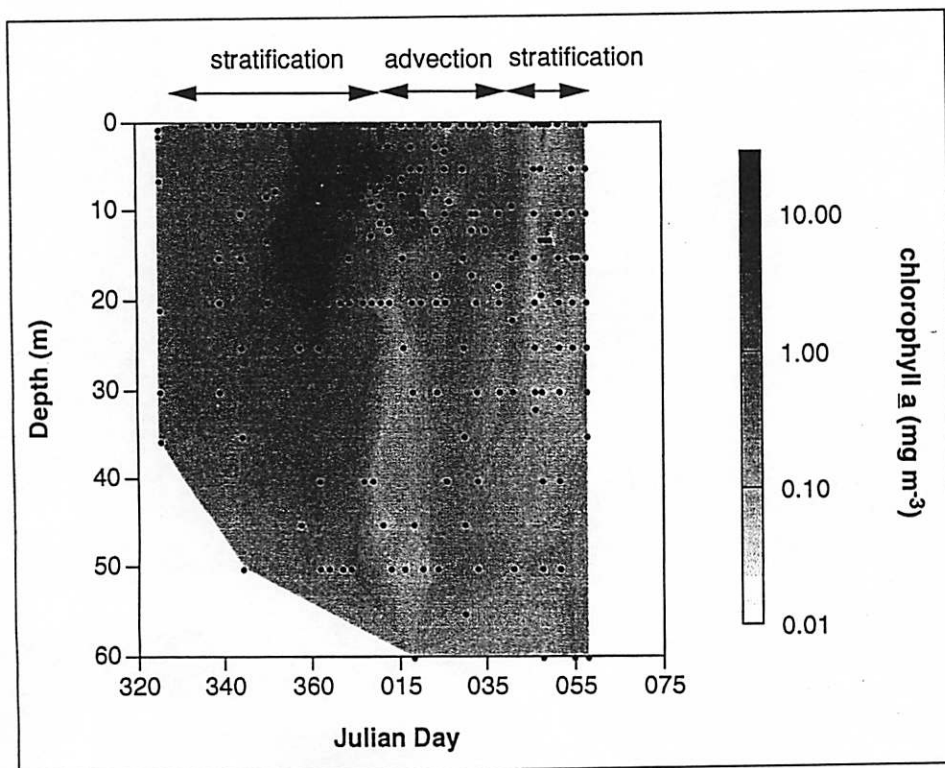 stratification advection stratification
0
10
20
30
40
50
60
Depth (m)
320 340 360 015 035 055 075
Julian Day
10.00
1.00
0.10
0.01
chlorophyll a (mg m-3)